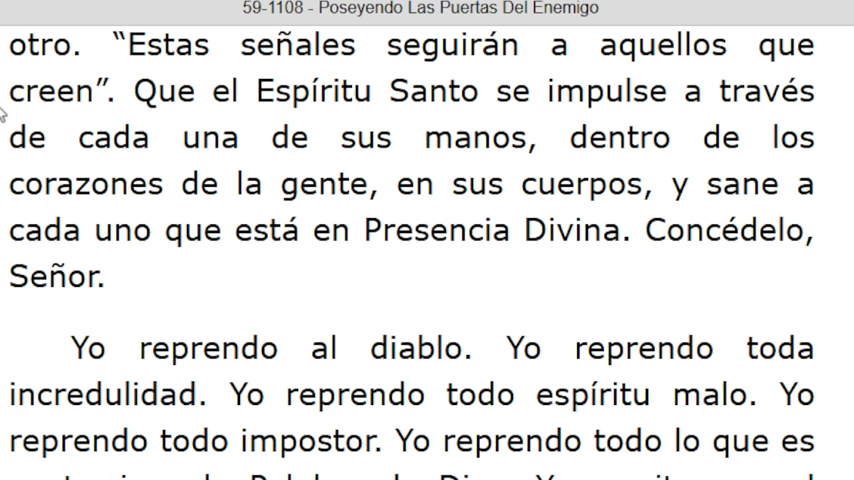 59-1108 - Poseyendo Las Puertas Del Enemigo
otro. “Estas señales seguirán a aquellos que
creen”. Que el Espíritu Santo se impulse a través
de cada una de sus manos, dentro de los
corazones de la gente, en sus cuerpos, y sane a
cada uno que está en Presencia Divina. Concédelo,
Señor.
Yo reprendo al diablo. Yo reprendo toda
incredulidad. Yo reprendo todo espíritu malo. Yo
reprendo todo impostor. Yo reprendo todo lo que es